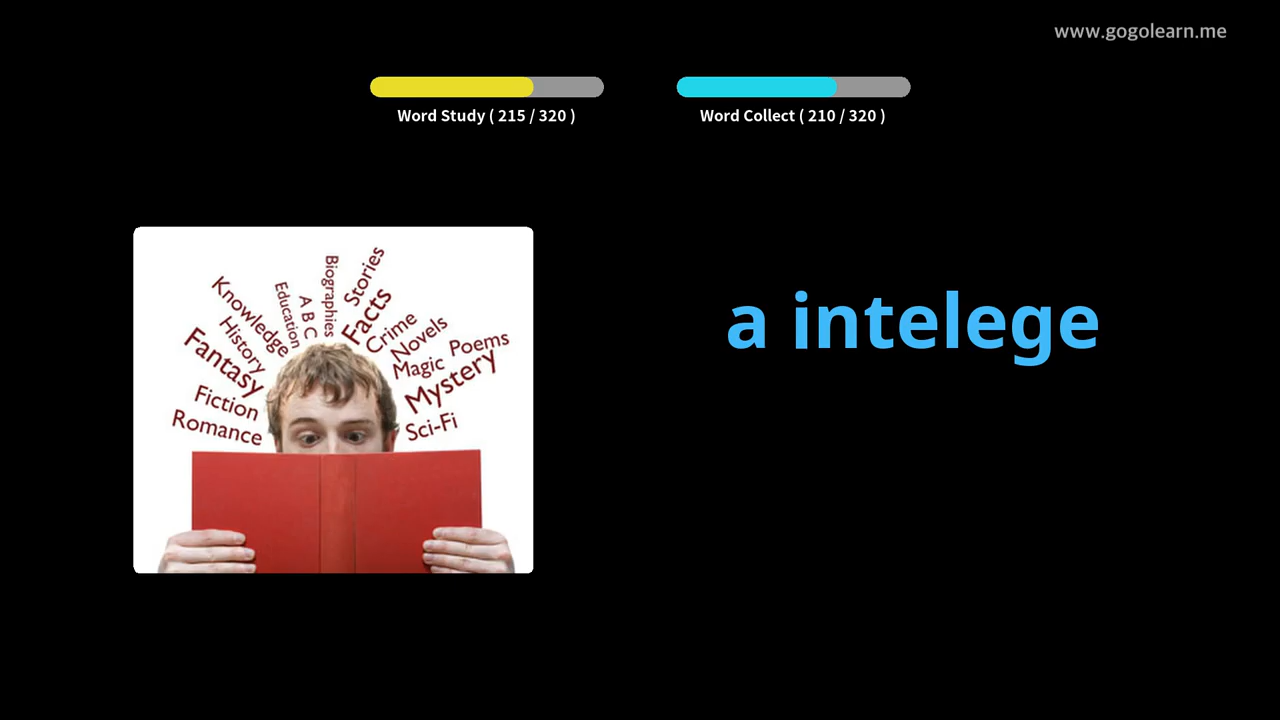 www.gogolearn.me
Word Study ( 215 / 320 )
Word Collect ( 210 / 320 )
a intelege
Knowledge
Education
A B C
Biographies
Stories
Facts
Crime
Novels
Poems
History
Magic
Fantasy
Mystery
Fiction
Romance
Sci-Fi